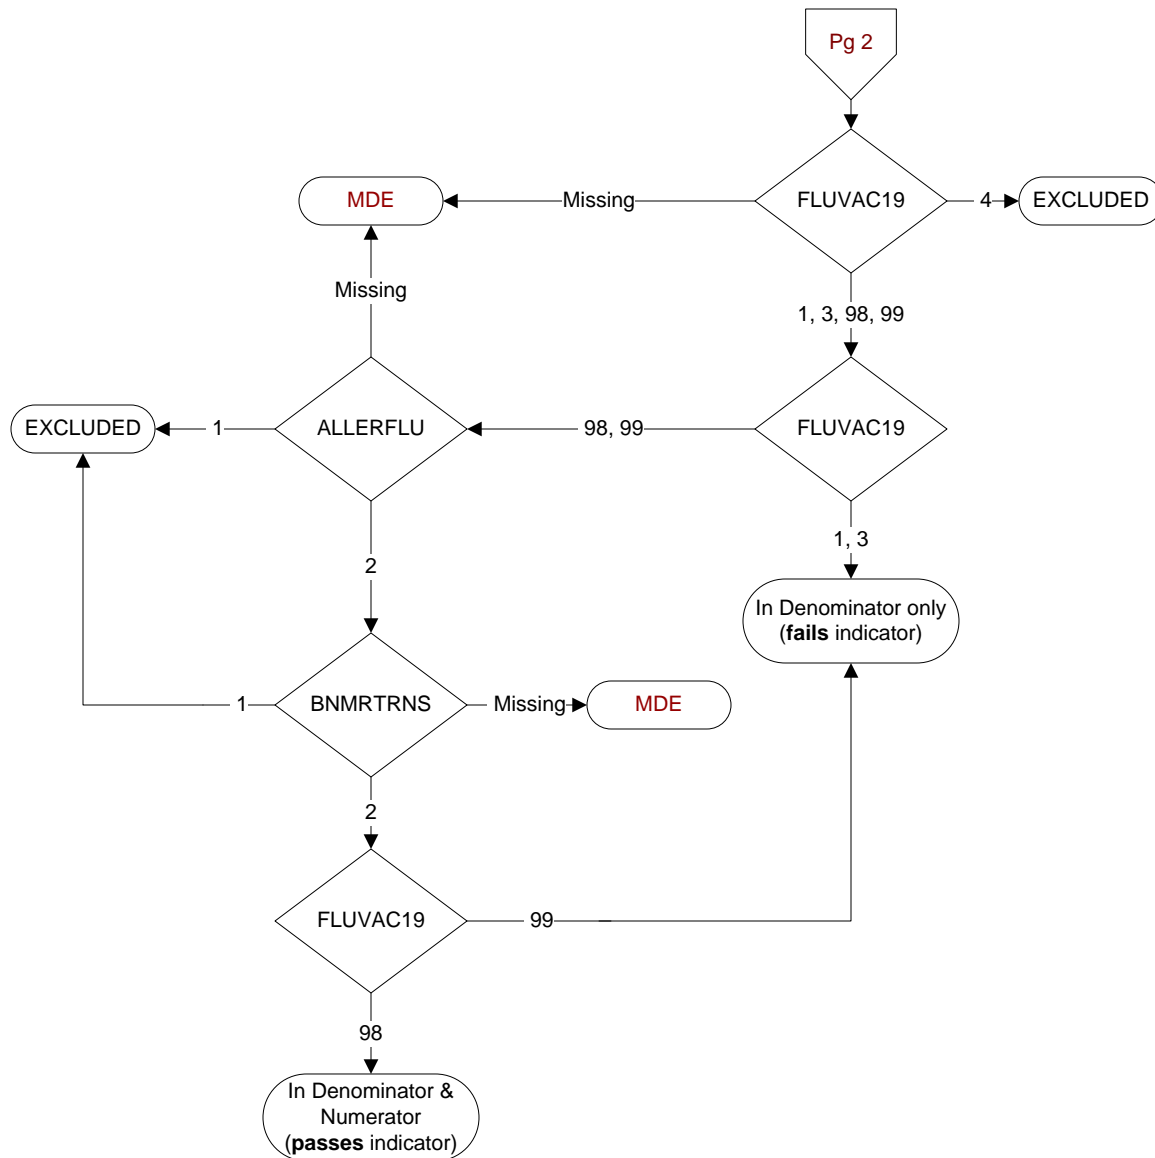 Pg 2
MDE
Missing
FLUVAC19
4
EXCLUDED
Missing
1, 3, 98, 99
EXCLUDED
1
ALLERFLU
98, 99
FLUVAC19
2
1, 3
In Denominator only
(fails indicator)
1
BNMRTRNS
Missing
MDE
2
FLUVAC19
99
98
In Denominator &
Numerator
(passes indicator)